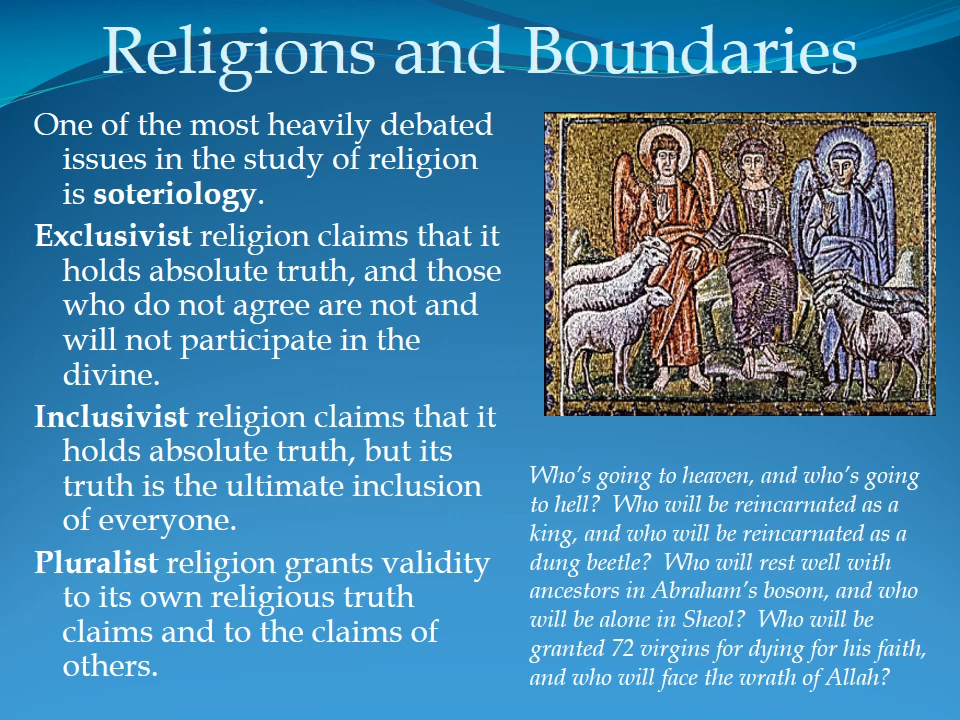 Religions and Boundaries
One of the most heavily debated
issues in the study of religion
is soteriology.
Exclusivist religion claims that it
holds absolute truth, and those
who do not agree are not and
will not participate in the
divine.
Inclusivist religion claims that it
holds absolute truth, but its
truth is the ultimate inclusion
of everyone.
Pluralist religion grants validity
to its own religious truth
claims and to the claims of
others.
Who’s going to heaven, and who’s going
to hell?  Who will be reincarnated as a
king, and who will be reincarnated as a
dung beetle?  Who will rest well with
ancestors in Abraham’s bosom, and who
will be alone in Sheol?  Who will be
granted 72 virgins for dying for his faith,
and who will face the wrath of Allah?